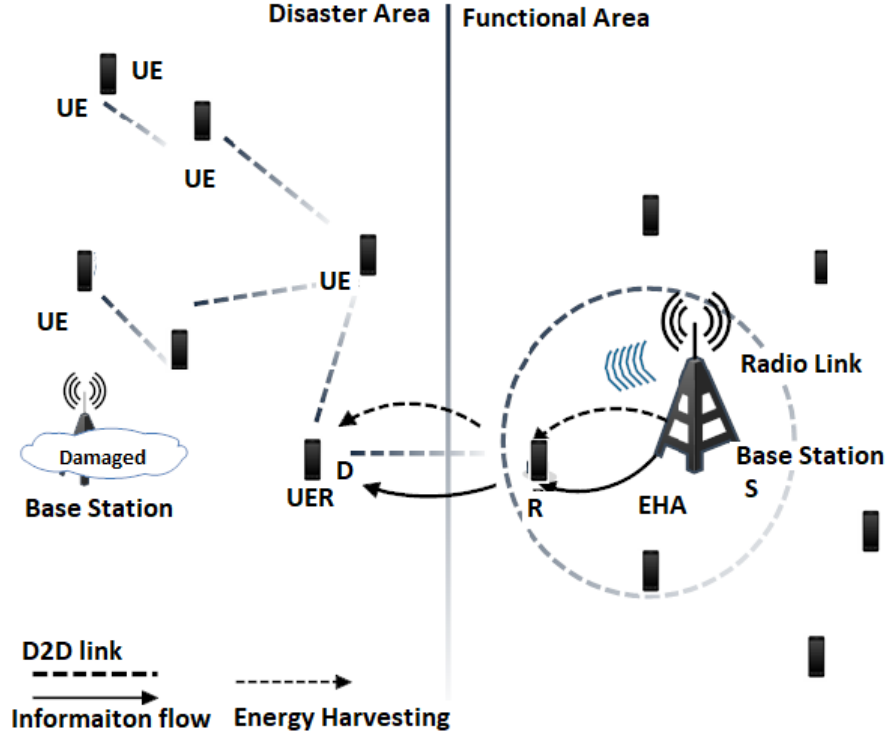 Disaster Area
Functional Area
UE
UE
UE
UE
UE
Radio Link
Damaged
D
UER
Base Station
S
Base Station
R
EHA
D2D link
Informaiton flow
Energy Harvesting